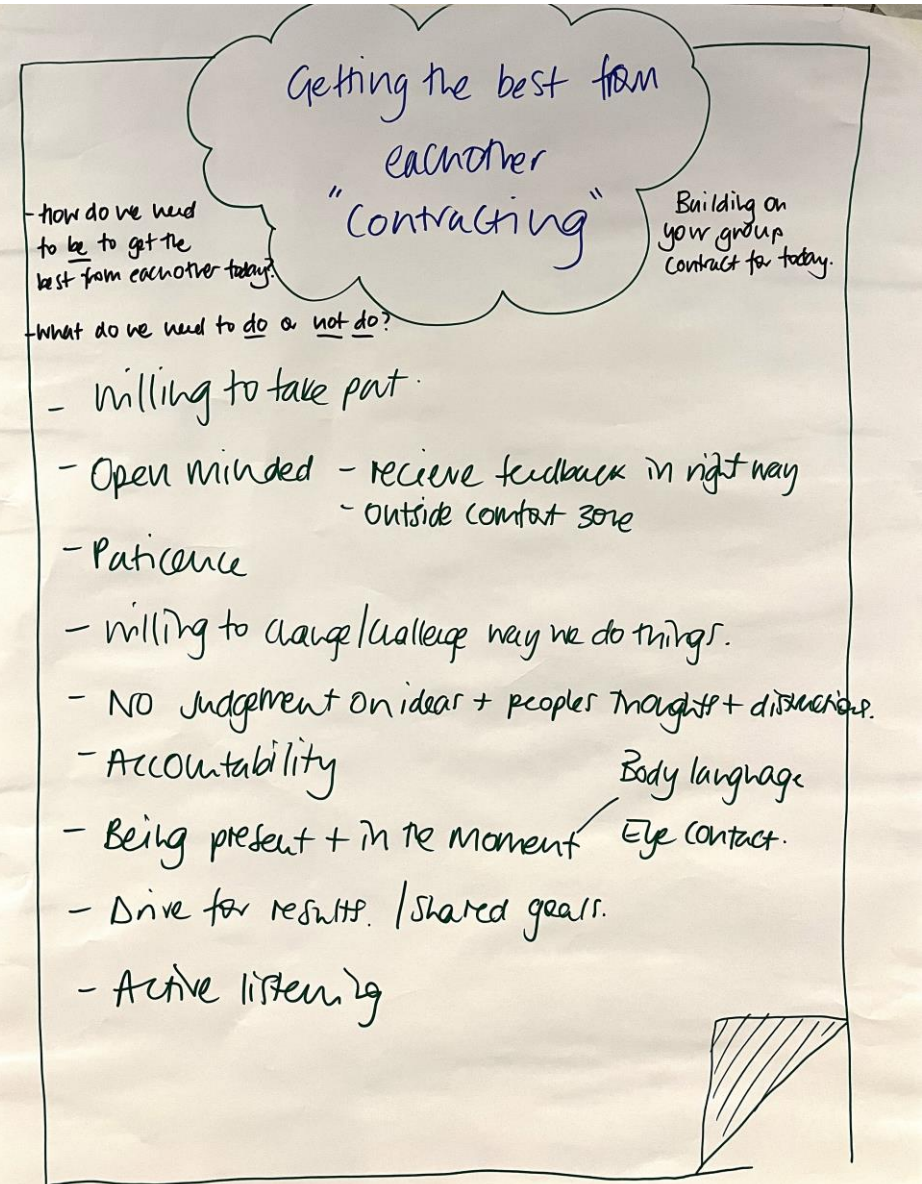 Getting the best from
eachother
"Contracting"
- how do we need
to be to get the
best from eachother today?
Building on
your group
contract for today.
- What do we need to do or not do?
- Willing to take part.
- Open minded - recieve feedback in right way
- outside comfort zone
- Paticence
- willing to change/challenge way we do things.
- No Judgement on ideas + peoples thoughts +
- Accountability
- Being present + in the moment
Body language
Eye contact.
- Drive for results. / Shared goals.
- Active listening